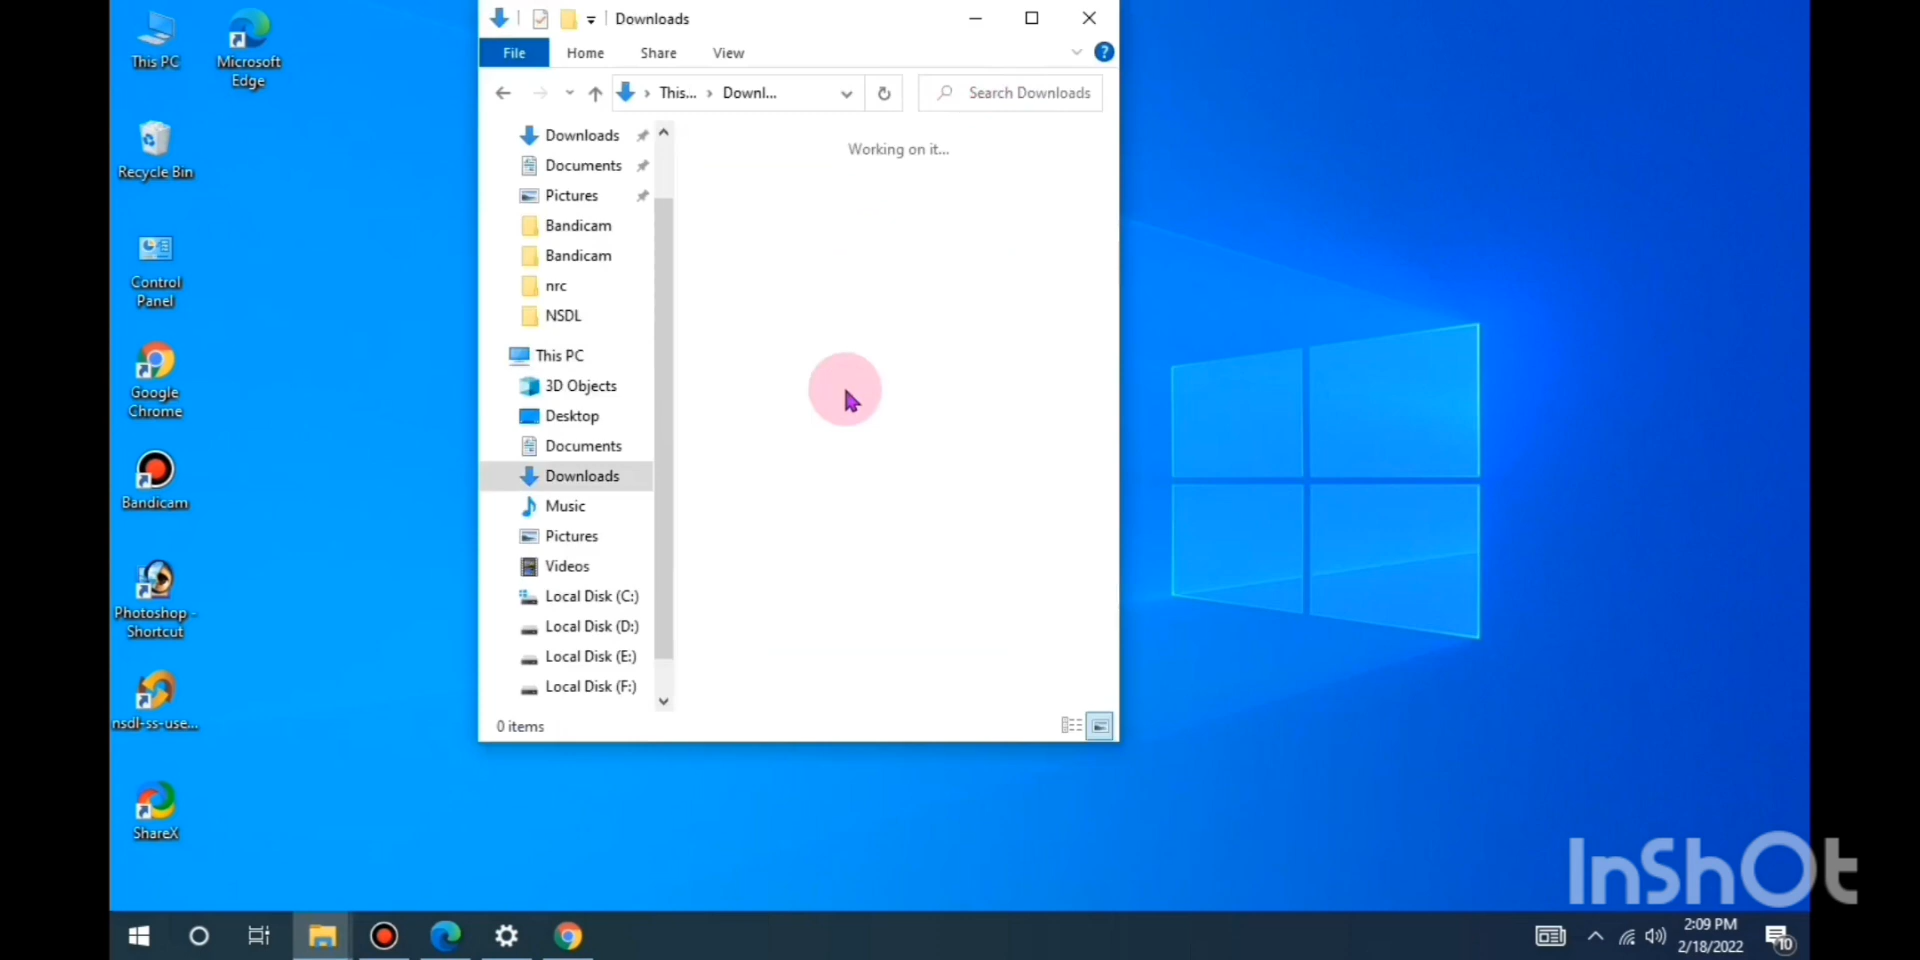 This PC
Microsoft
Edge
Recycle Bin
Control
Panel
Google
Chrome
Bandicam
Photoshop -
Shortcut
nsdl-ss-use...
ShareX
Downloads
File
Home
Share
View
?
This...
Downl...
Search Downloads
Downloads
Documents
Pictures
Bandicam
Bandicam
nrc
NSDL
This PC
3D Objects
Desktop
Documents
Downloads
Music
Pictures
Videos
Local Disk (C:)
Local Disk (D:)
Local Disk (E:)
Local Disk (F:)
Working on it...
0 items
InShOt
2:09 PM
2/18/2022
10